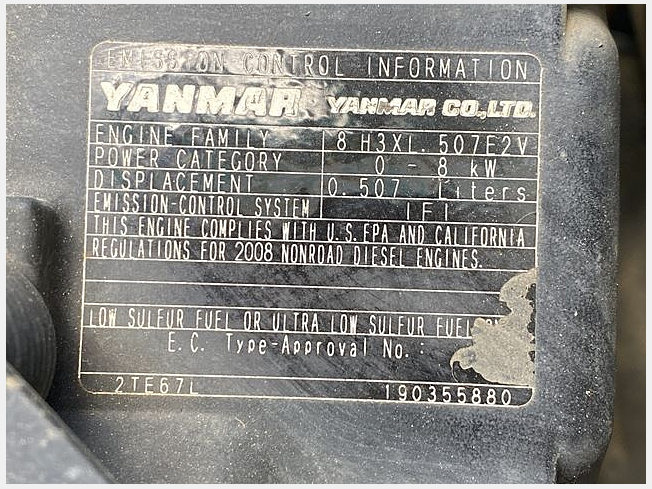 EMISSION CONTROL INFORMATION
YANMAR YANMAR CO.,LTD.
ENGINE FAMILY 8H3XL.507F2V
POWER CATEGORY 0 - 8 kW
DISPLACEMENT 0.507 Liters
EMISSION-CONTROL SYSTEM IFI
THIS ENGINE COMPLIES WITH U.S.EPA AND CALIFORNIA
REGULATIONS FOR 2008 NONROAD DIESEL ENGINES.
LOW SULFUR FUEL OR ULTRA LOW SULFUR FUEL
E.C. Type-Approval No.:
2TE67L 190355880